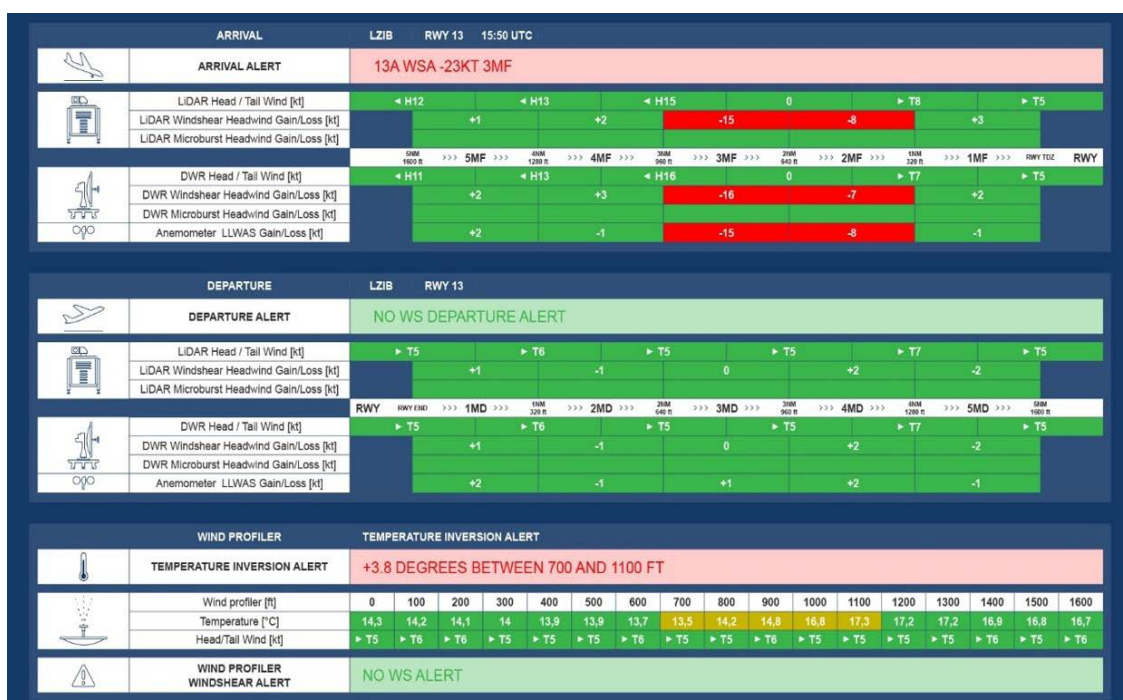 ARRIVAL LZIB RWY 13 15:50 UTC
ARRIVAL ALERT 13A WSA -23KT 3MF
LiDAR Head / Tail Wind [kt] ◄ H12 ◄ H13 ◄ H15 0 ► T8 ► T5
LiDAR Windshear Headwind Gain/Loss [kt] +1 +2 -15 -8 +3
LiDAR Microburst Headwind Gain/Loss [kt]
5NM 1600 ft >>> 5MF >>> 4NM 1280 ft >>> 4MF >>> 3NM 960 ft >>> 3MF >>> 2NM 640 ft >>> 2MF >>> 1NM 320 ft >>> 1MF >>> RWY TDZ RWY
DWR Head / Tail Wind [kt] ◄ H11 ◄ H13 ◄ H16 0 ► T7 ► T5
DWR Windshear Headwind Gain/Loss [kt] +2 +3 -16 -7 +2
DWR Microburst Headwind Gain/Loss [kt]
Anemometer LLWAS Gain/Loss [kt] +2 -1 -15 -8 -1
DEPARTURE LZIB RWY 13
DEPARTURE ALERT NO WS DEPARTURE ALERT
LiDAR Head / Tail Wind [kt] ► T5 ► T6 ► T5 ► T5 ► T7 ► T5
LiDAR Windshear Headwind Gain/Loss [kt] +1 -1 0 +2 -2
LiDAR Microburst Headwind Gain/Loss [kt]
RWY RWY END >>> 1MD >>> 1NM 320 ft >>> 2MD >>> 2NM 640 ft >>> 3MD >>> 3NM 960 ft >>> 4MD >>> 4NM 1280 ft >>> 5MD >>> 5NM 1600 ft
DWR Head / Tail Wind [kt] ► T5 ► T6 ► T5 ► T5 ► T7 ► T5
DWR Windshear Headwind Gain/Loss [kt] +1 -1 0 +2 -2
DWR Microburst Headwind Gain/Loss [kt]
Anemometer LLWAS Gain/Loss [kt] +2 -1 +1 +2 -1
WIND PROFILER TEMPERATURE INVERSION ALERT
TEMPERATURE INVERSION ALERT +3.8 DEGREES BETWEEN 700 AND 1100 FT
Wind profiler [ft] 0 100 200 300 400 500 600 700 800 900 1000 1100 1200 1300 1400 1500 1600
Temperature [°C] 14,3 14,2 14,1 14 13,9 13,9 13,7 13,5 14,2 14,8 16,8 17,3 17,2 17,2 16,9 16,8 16,7
Head/Tail Wind [kt] ► T5 ► T6 ► T6 ► T5 ► T5 ► T5 ► T6 ► T5 ► T6 ► T5 ► T5 ► T5 ► T6 ► T5 ► T6 ► T5 ► T6
WIND PROFILER
WINDSHEAR ALERT NO WS ALERT